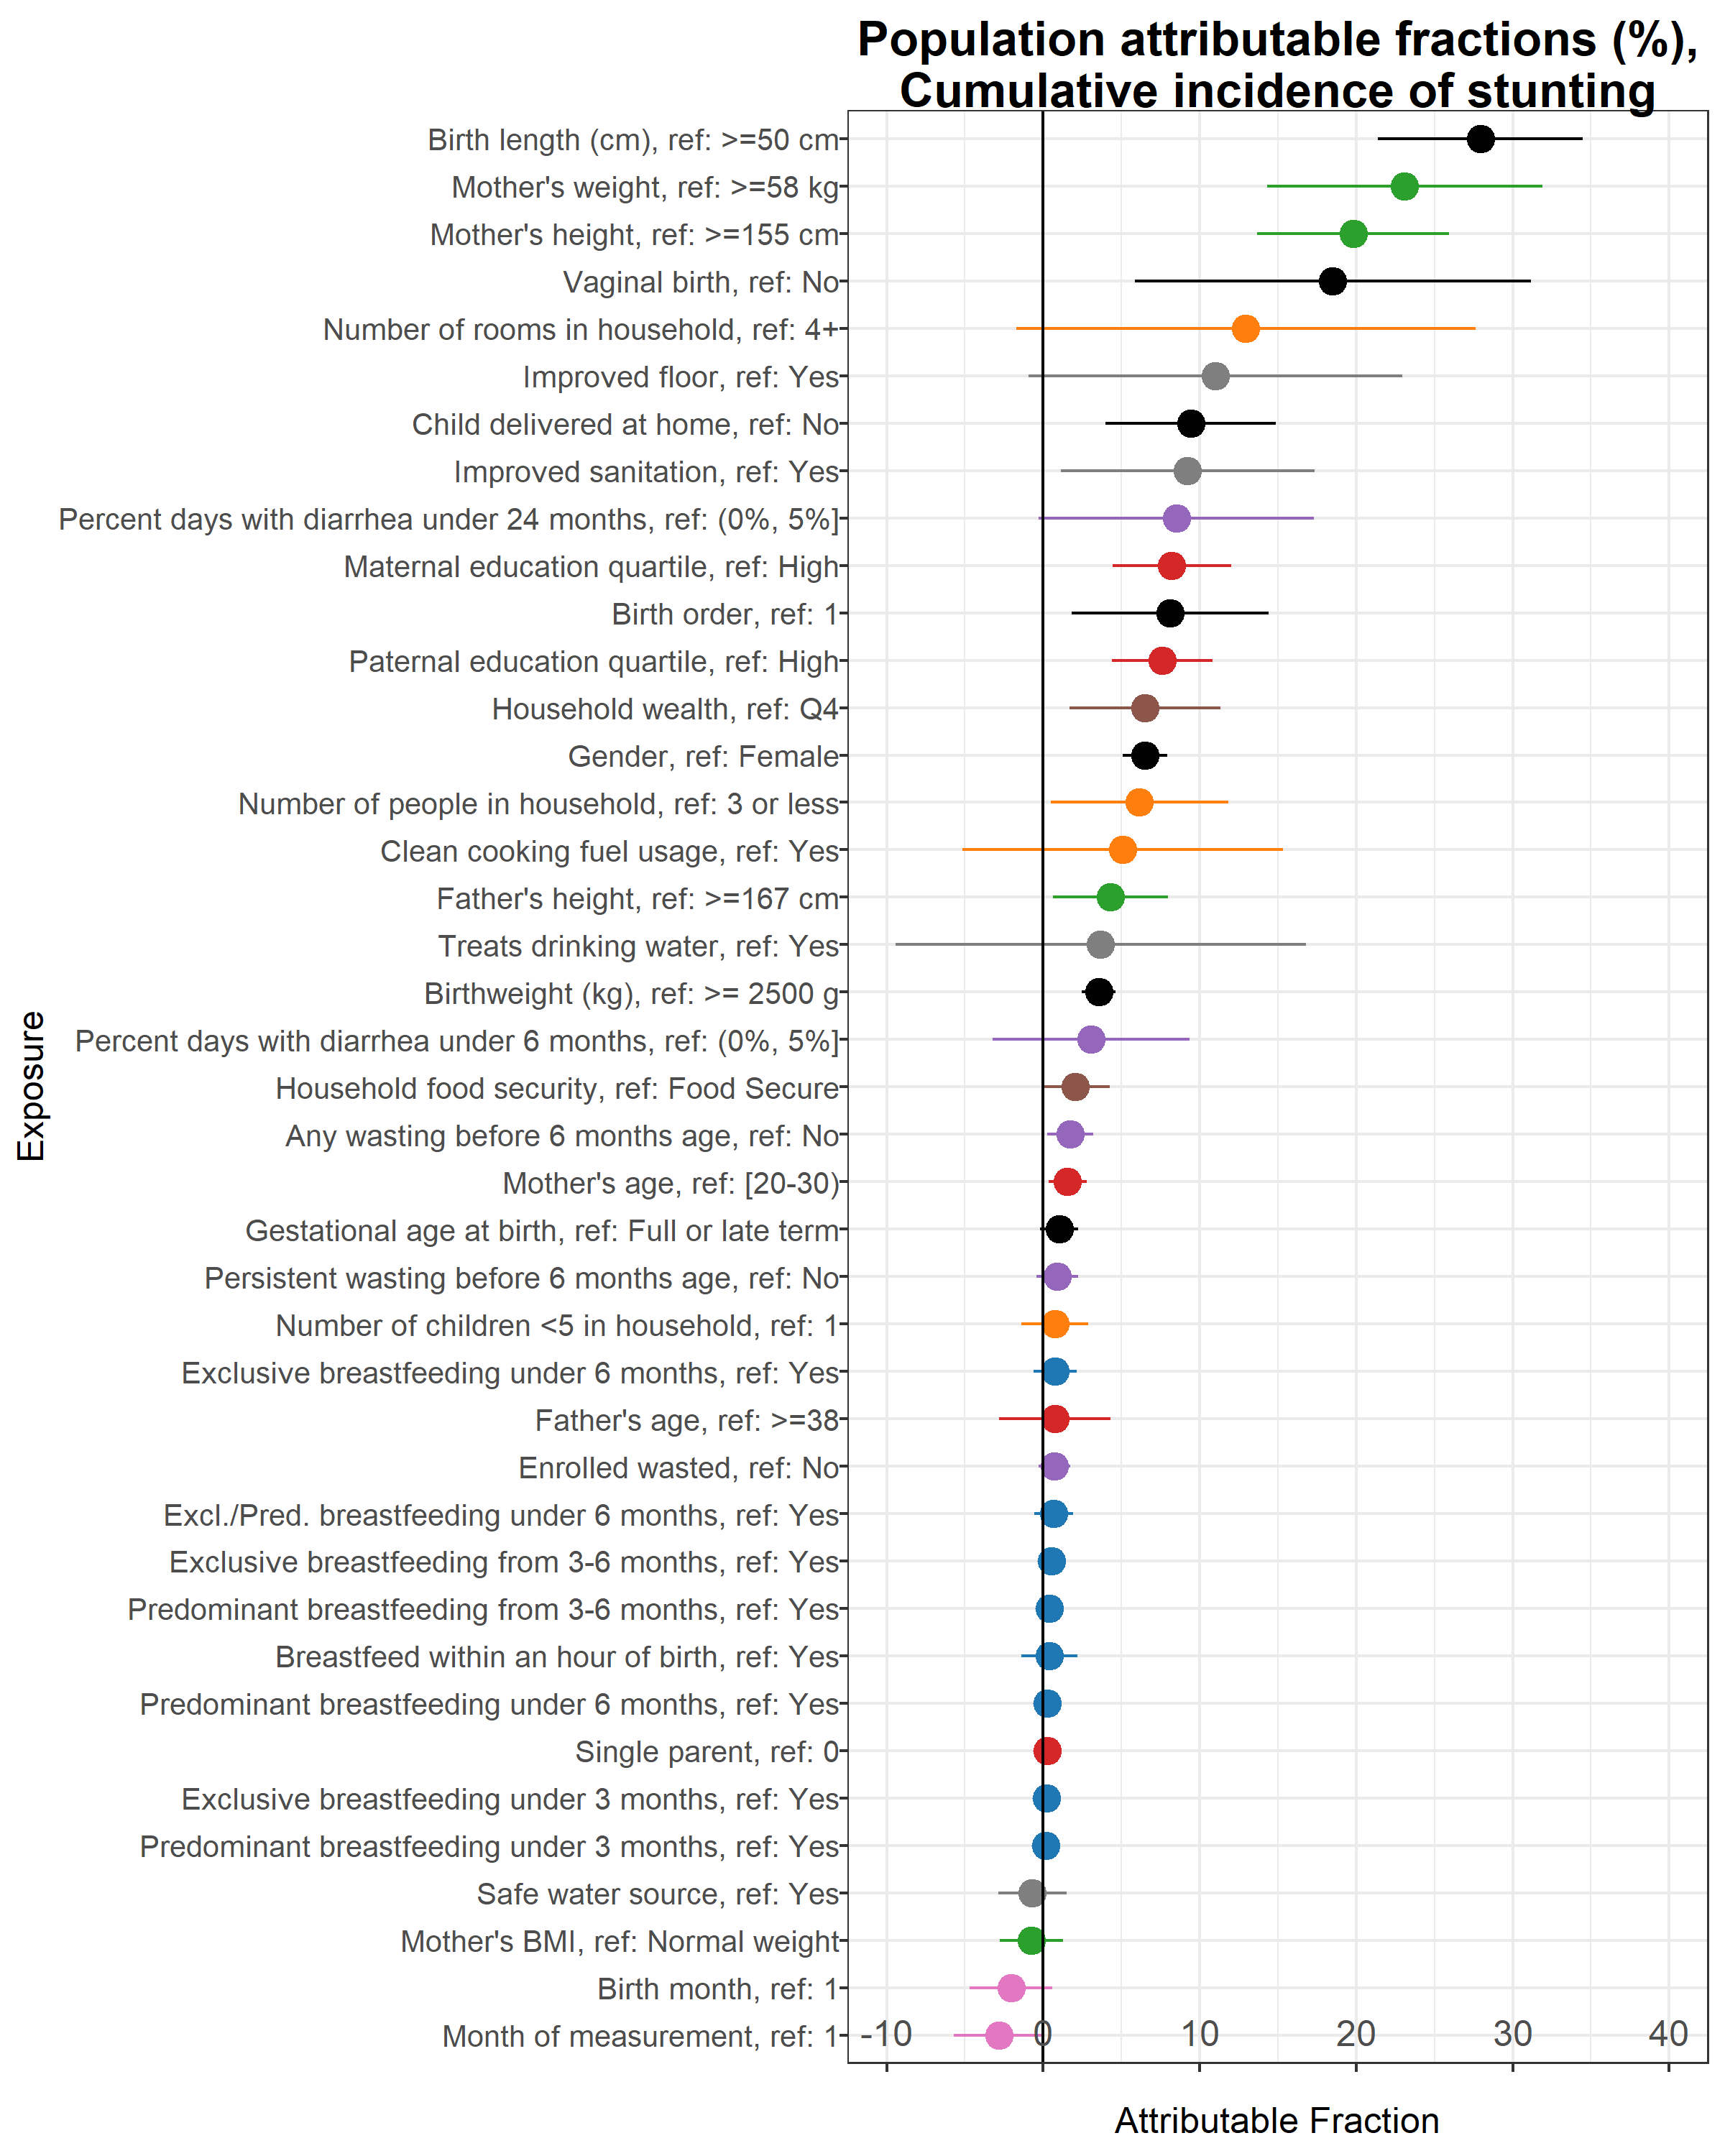 Population attributable fractions (%),
Cumulative incidence of stunting
Birth length (cm), ref: >=50 cm
Mother's weight, ref: >=58 kg
Mother's height, ref: >=155 cm
Vaginal birth, ref: No
Number of rooms in household, ref: 4+
Improved floor, ref: Yes
Child delivered at home, ref: No
Improved sanitation, ref: Yes
Percent days with diarrhea under 24 months, ref: (0%, 5%]
Maternal education quartile, ref: High
Birth order, ref: 1
Paternal education quartile, ref: High
Household wealth, ref: Q4
Gender, ref: Female
Number of people in household, ref: 3 or less
Clean cooking fuel usage, ref: Yes
Father's height, ref: >=167 cm
Treats drinking water, ref: Yes
Birthweight (kg), ref: >= 2500 g
Percent days with diarrhea under 6 months, ref: (0%, 5%]
Household food security, ref: Food Secure
Any wasting before 6 months age, ref: No
Mother's age, ref: [20-30)
Gestational age at birth, ref: Full or late term
Persistent wasting before 6 months age, ref: No
Number of children <5 in household, ref: 1
Exclusive breastfeeding under 6 months, ref: Yes
Father's age, ref: >=38
Enrolled wasted, ref: No
Excl./Pred. breastfeeding under 6 months, ref: Yes
Exclusive breastfeeding from 3-6 months, ref: Yes
Predominant breastfeeding from 3-6 months, ref: Yes
Breastfeed within an hour of birth, ref: Yes
Predominant breastfeeding under 6 months, ref: Yes
Single parent, ref: 0
Exclusive breastfeeding under 3 months, ref: Yes
Predominant breastfeeding under 3 months, ref: Yes
Safe water source, ref: Yes
Mother's BMI, ref: Normal weight
Birth month, ref: 1
Month of measurement, ref: 1
Exposure
-10 0 10 20 30 40
Attributable Fraction